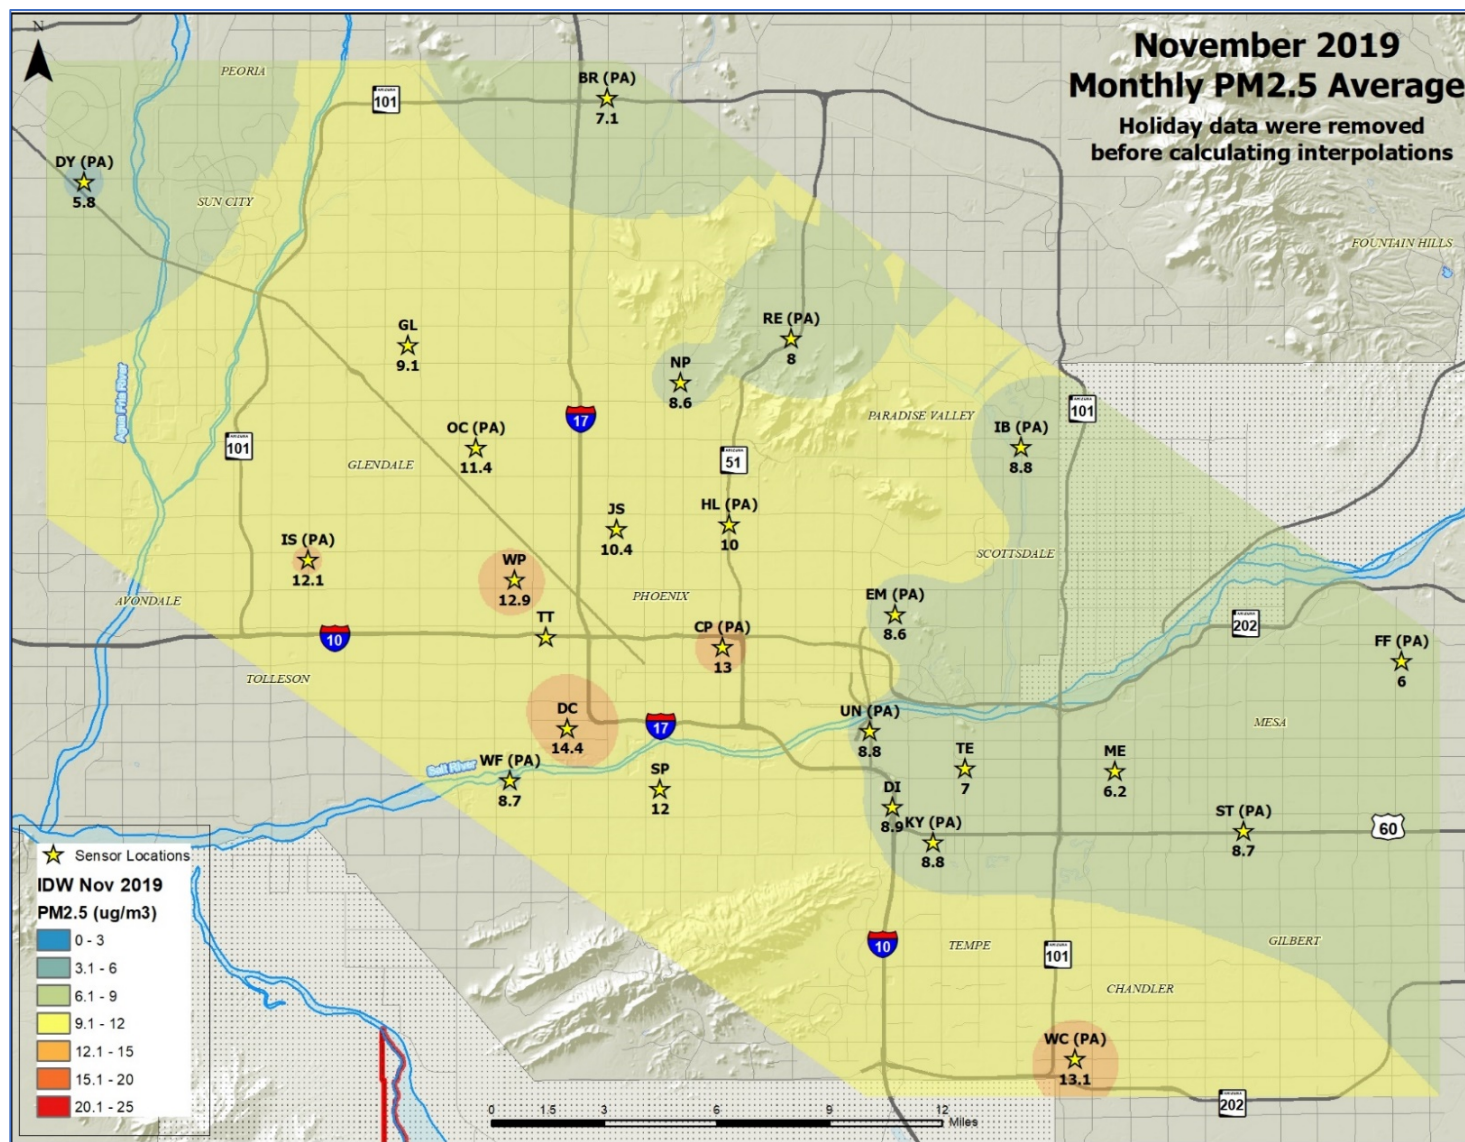 November 2019
Monthly PM2.5 Average
Holiday data were removed
before calculating interpolations
N
PEORIA
101
BR (PA)
7.1
DY (PA)
5.8
SUN CITY
FOUNTAIN HILLS
GL
9.1
RE (PA)
8
NP
8.6
Agua Fria River
17
PARADISE VALLEY
ARIZONA
101
OC (PA)
11.4
IB (PA)
8.8
ARIZONA
101
GLENDALE
ARIZONA
51
JS
10.4
HL (PA)
10
IS (PA)
12.1
WP
12.9
SCOTTSDALE
AVONDALE
PHOENIX
EM (PA)
8.6
TT
10
CP (PA)
13
ARIZONA
202
FF (PA)
6
TOLLESON
DC
14.4
17
UN (PA)
8.8
MESA
Salt River
WF (PA)
8.7
SP
12
TE
7
ME
6.2
DI
8.9
KY (PA)
8.8
ST (PA)
8.7
60
10
TEMPE
ARIZONA
101
GILBERT
CHANDLER
WC (PA)
13.1
ARIZONA
202
Sensor Locations
IDW Nov 2019
PM2.5 (ug/m3)
0 - 3
3.1 - 6
6.1 - 9
9.1 - 12
12.1 - 15
15.1 - 20
20.1 - 25
0 1.5 3 6 9 12
Miles